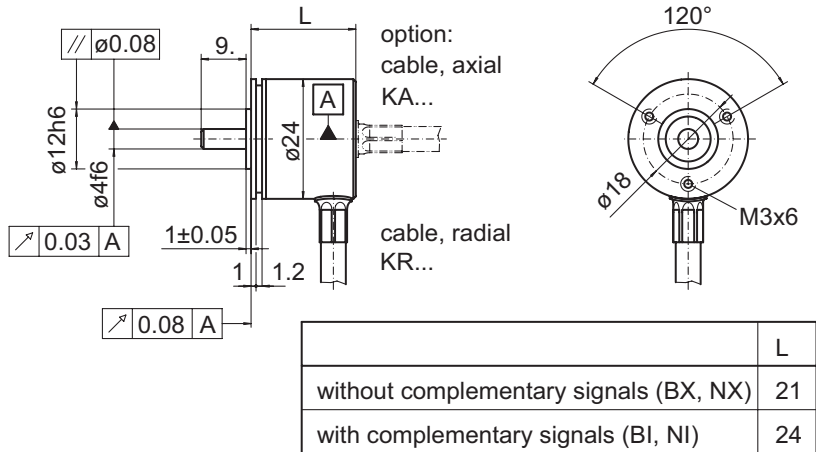 L
120°
// ø0.08
9.
option:
cable, axial
KA...
A
ø12h6
ø4f6
ø24
ø18
M3x6
↗ 0.03 A
1±0.05
cable, radial
KR...
1
1.2
↗ 0.08 A
L
without complementary signals (BX, NX) 21
with complementary signals (BI, NI) 24